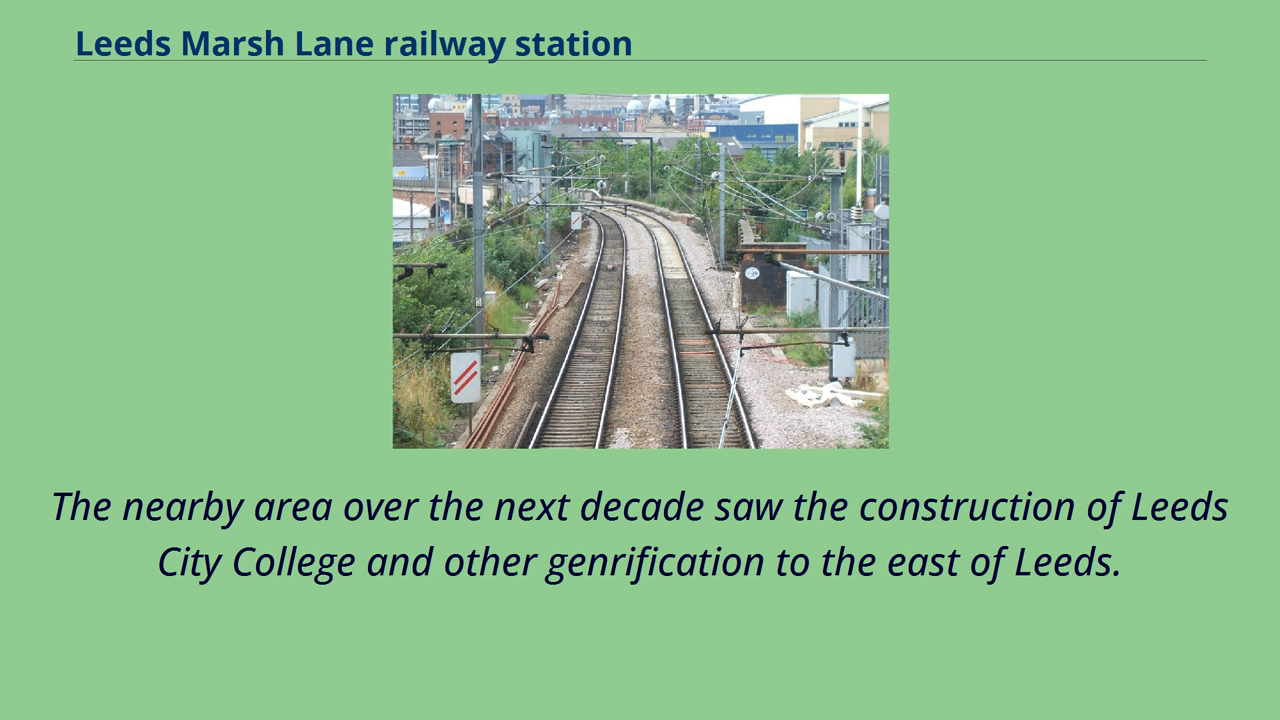 Leeds Marsh Lane railway station
The nearby area over the next decade saw the construction of Leeds
City College and other genrification to the east of Leeds.